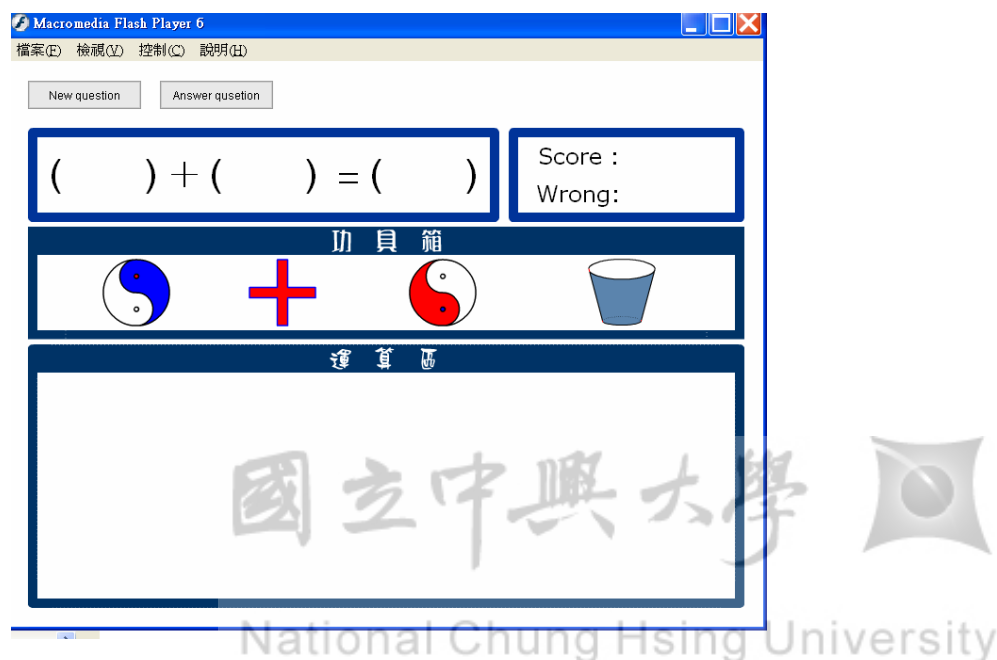 Macromedia Flash Player 6
檔案(F) 檢視(V) 控制(C) 說明(H)
New question Answer qusetion
( ) + ( ) = ( )
Score :
Wrong:
功具箱
運算區
國立中興大學
National Chung Hsing University